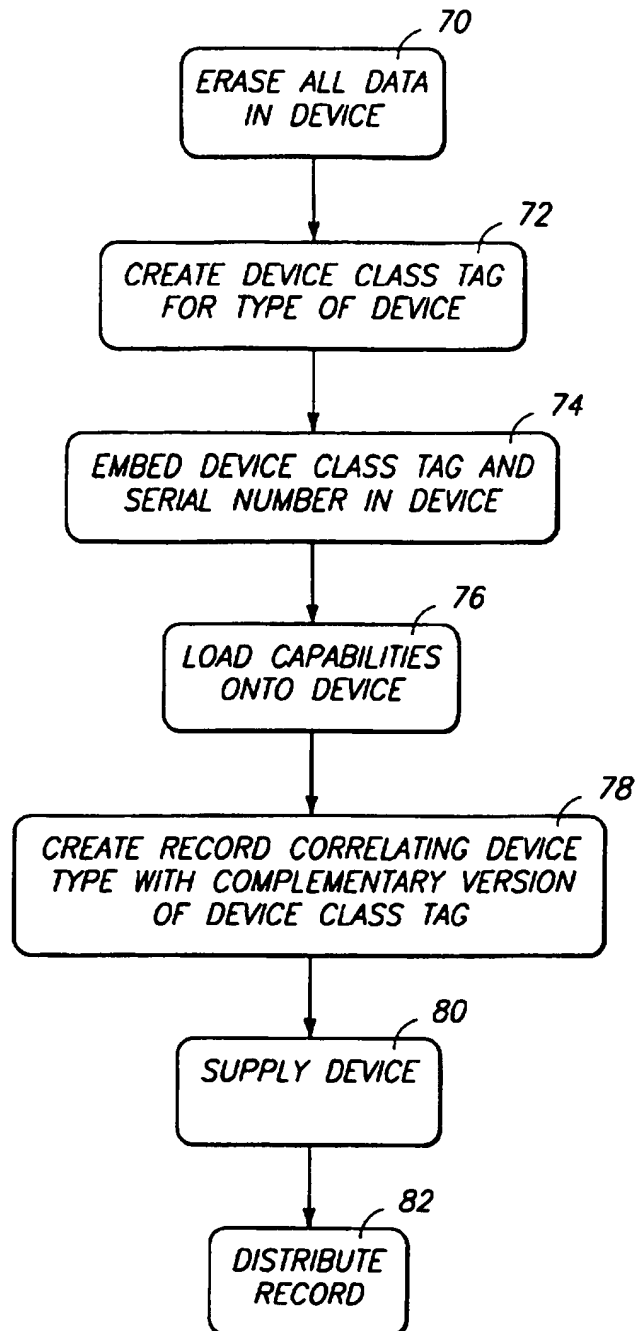 70
ERASE ALL DATA
IN DEVICE
72
CREATE DEVICE CLASS TAG
FOR TYPE OF DEVICE
74
EMBED DEVICE CLASS TAG AND
SERIAL NUMBER IN DEVICE
76
LOAD CAPABILITIES
ONTO DEVICE
78
CREATE RECORD CORRELATING DEVICE
TYPE WITH COMPLEMENTARY VERSION
OF DEVICE CLASS TAG
80
SUPPLY DEVICE
82
DISTRIBUTE
RECORD